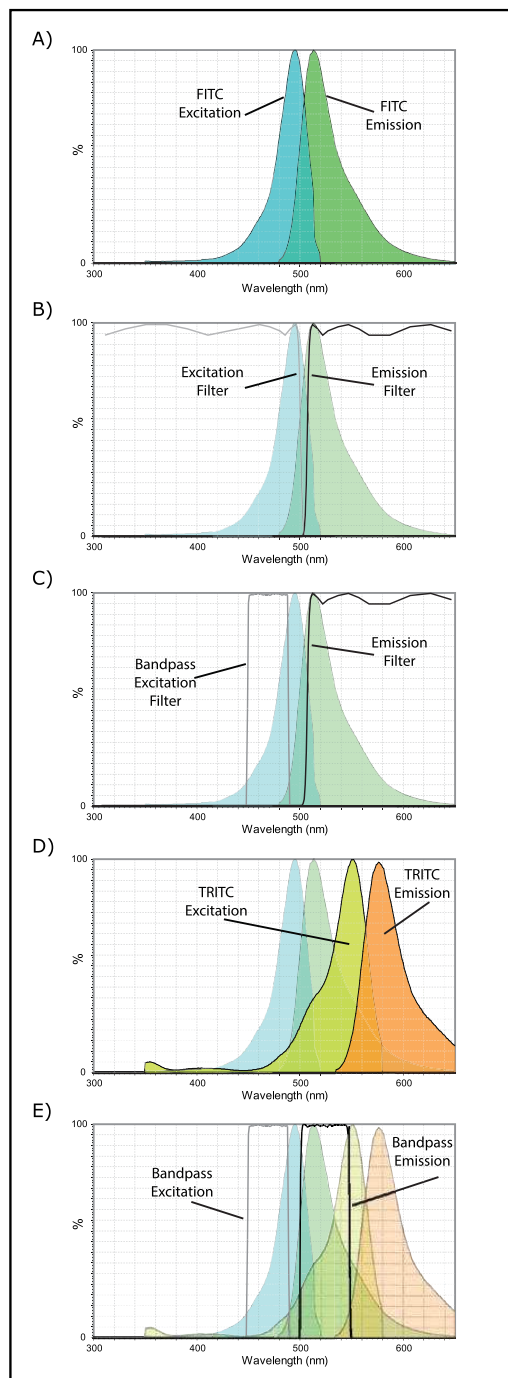 A)
100
FITC
Excitation
FITC
Emission
%
0
300 400 500 600
Wavelength (nm)
B)
100
Excitation
Filter
Emission
Filter
%
0
300 400 500 600
Wavelength (nm)
C)
100
Bandpass
Excitation
Filter
Emission
Filter
%
0
300 400 500 600
Wavelength (nm)
D)
100
TRITC
Excitation
TRITC
Emission
%
0
300 400 500 600
Wavelength (nm)
E)
100
Bandpass
Excitation
Bandpass
Emission
%
0
300 400 500 600
Wavelength (nm)